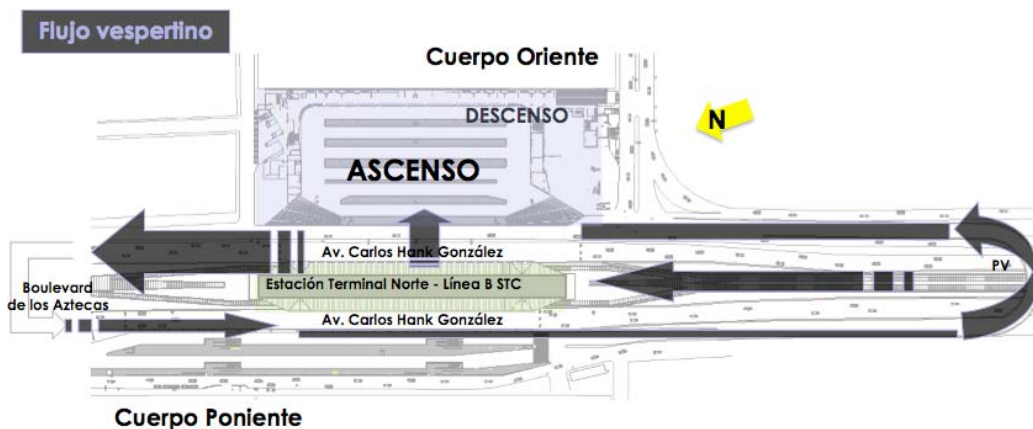 Flujo vespertino
Cuerpo Oriente
DESCENSO
N
ASCENSO
Av. Carlos Hank González
PV
Estación Terminal Norte - Línea B STC
Boulevard
de los Aztecas
Av. Carlos Hank González
Cuerpo Poniente